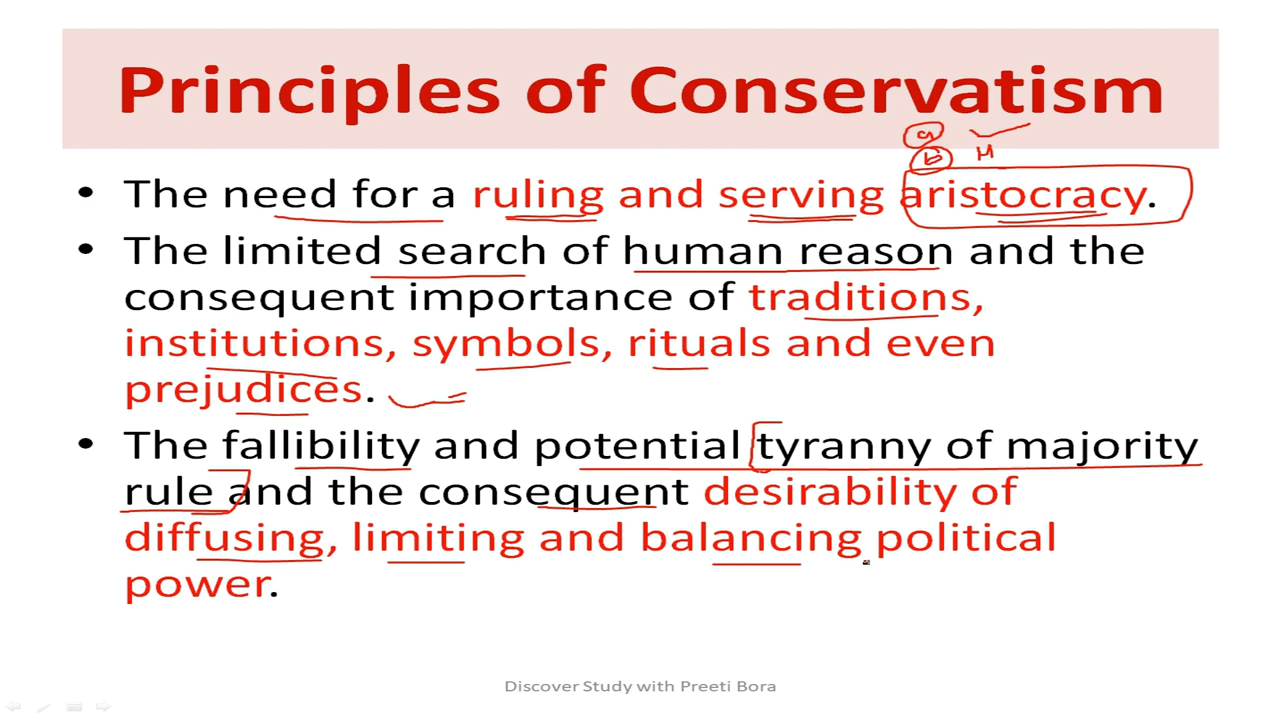 Principles of Conservatism
a
b
H
• The need for a ruling and serving aristocracy.
• The limited search of human reason and the
consequent importance of traditions,
institutions, symbols, rituals and even
prejudices.
• The fallibility and potential tyranny of majority
rule and the consequent desirability of
diffusing, limiting and balancing political
power.
Discover Study with Preeti Bora